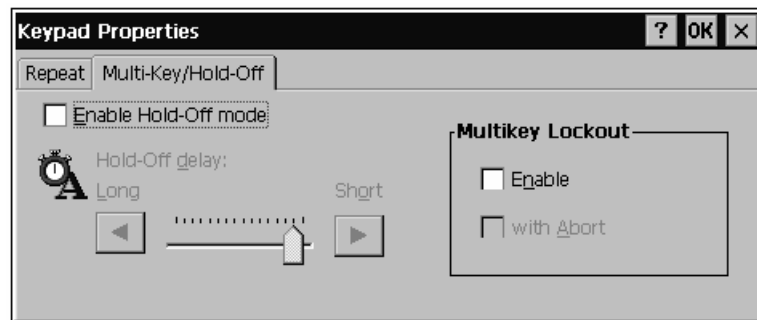 Keypad Properties ? OK ×
Repeat Multi-Key/Hold-Off
Enable Hold-Off mode
Hold-Off delay:
Long Short
Multikey Lockout
Enable
with Abort